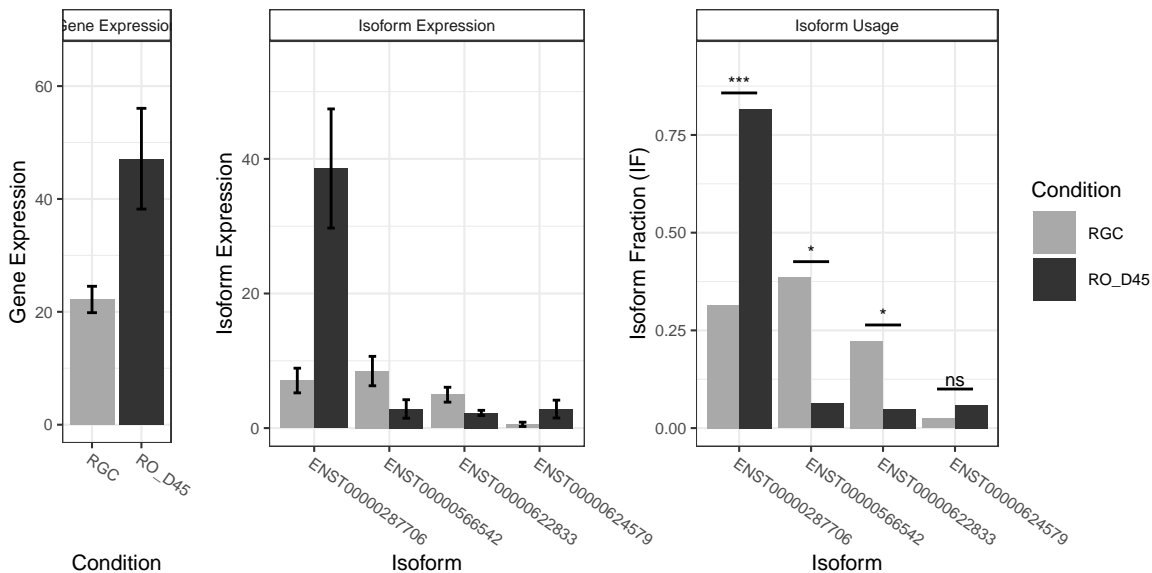 Gene Expression
Gene Expression
0
20
40
60
RGC
RO_D45
Condition
Isoform Expression
Isoform Expression
0
20
40
ENST00000287706
ENST00000566542
ENST00000622833
ENST00000624579
Isoform
Isoform Usage
Isoform Fraction (IF)
0.00
0.25
0.50
0.75
***
*
*
ns
ENST00000287706
ENST00000566542
ENST00000622833
ENST00000624579
Isoform
Condition
RGC
RO_D45